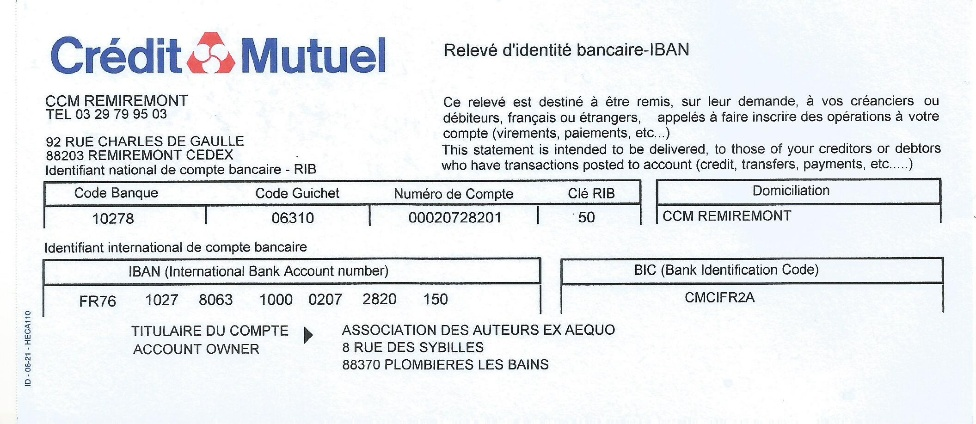 Crédit Mutuel
Relevé d'identité bancaire-IBAN
CCM REMIREMONT
TEL 03 29 79 95 03
92 RUE CHARLES DE GAULLE
88203 REMIREMONT CEDEX
Ce relevé est destiné à être remis, sur leur demande, à vos créanciers ou
débiteurs, français ou étrangers, appelés à faire inscrire des opérations à votre
compte (virements, paiements, etc...)
This statement is intended to be delivered, to those of your creditors or debtors
who have transactions posted to account (credit, transfers, payments, etc.....)
Identifiant national de compte bancaire - RIB
Code Banque Code Guichet Numéro de Compte Clé RIB Domiciliation
10278 06310 00020728201 50 CCM REMIREMONT
Identifiant international de compte bancaire
IBAN (International Bank Account number) BIC (Bank Identification Code)
FR76 1027 8063 1000 0207 2820 150 CMCIFR2A
TITULAIRE DU COMPTE ASSOCIATION DES AUTEURS EX AEQUO
ACCOUNT OWNER 8 RUE DES SYBILLES
88370 PLOMBIERES LES BAINS
ID - 08-21 - HECA110